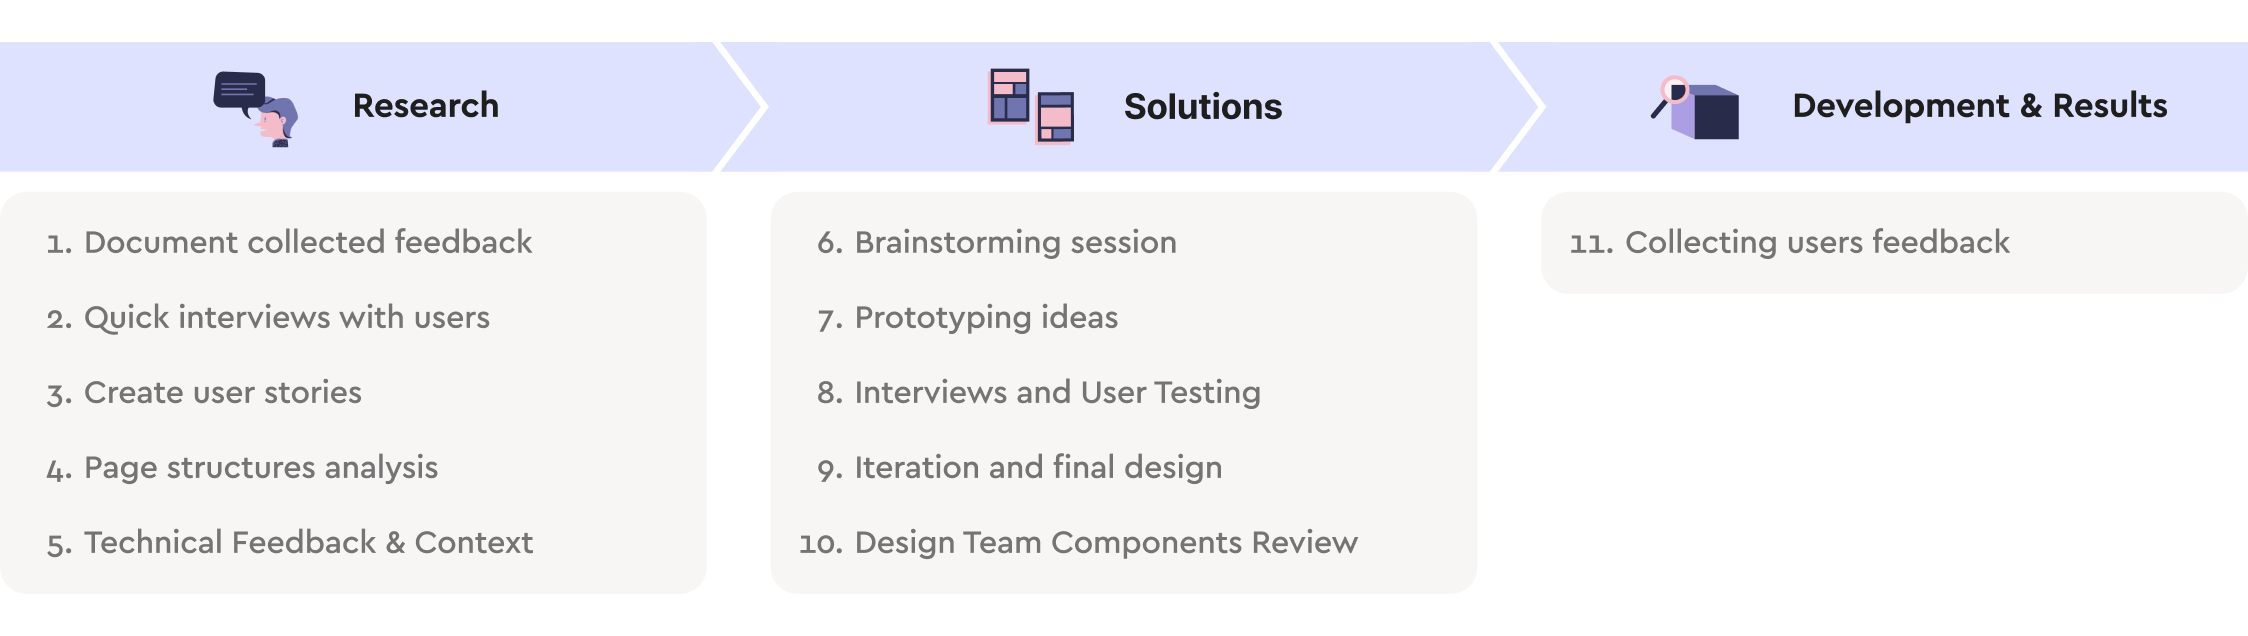 Research
Solutions
Development & Results
1. Document collected feedback
2. Quick interviews with users
3. Create user stories
4. Page structures analysis
5. Technical Feedback & Context
6. Brainstorming session
7. Prototyping ideas
8. Interviews and User Testing
9. Iteration and final design
10. Design Team Components Review
11. Collecting users feedback